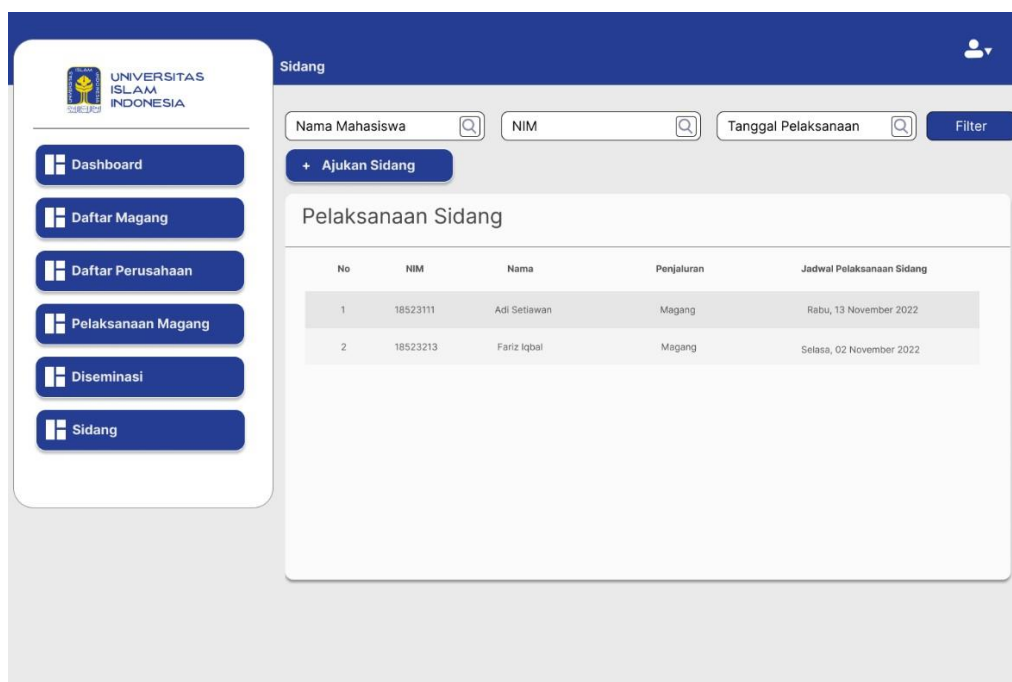 UNIVERSITAS
ISLAM
INDONESIA
Dashboard
Daftar Magang
Daftar Perusahaan
Pelaksanaan Magang
Diseminasi
Sidang
Sidang
Nama Mahasiswa
NIM
Tanggal Pelaksanaan
Filter
+ Ajukan Sidang
Pelaksanaan Sidang
No NIM Nama Penjaluran Jadwal Pelaksanaan Sidang
1 18523111 Adi Setiawan Magang Rabu, 13 November 2022
2 18523213 Fariz Iqbal Magang Selasa, 02 November 2022